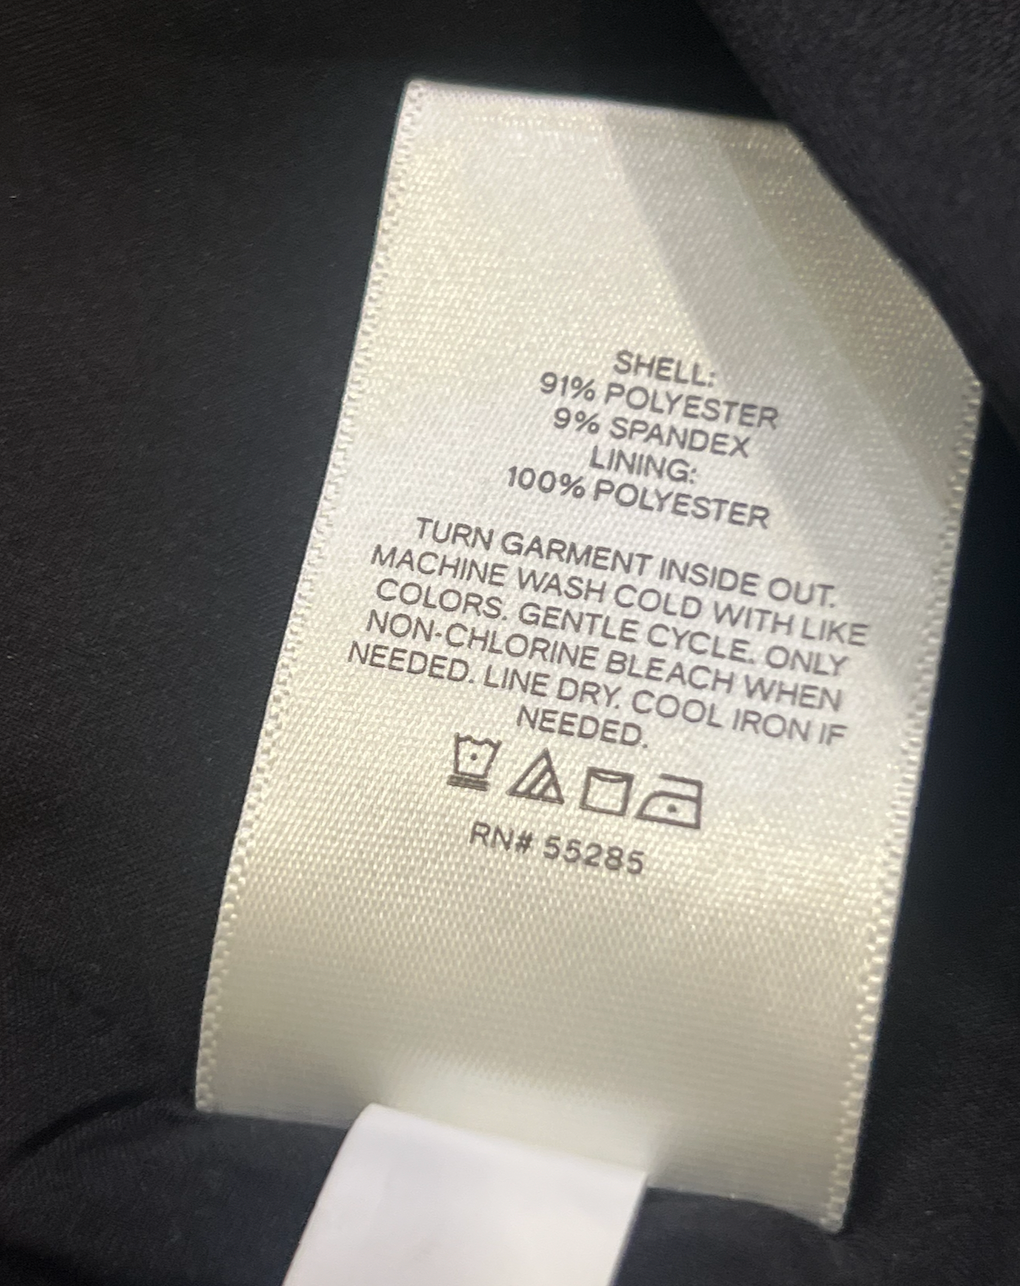 SHELL:
91% POLYESTER
9% SPANDEX
LINING:
100% POLYESTER
TURN GARMENT INSIDE OUT.
MACHINE WASH COLD WITH LIKE
COLORS. GENTLE CYCLE. ONLY
NON-CHLORINE BLEACH WHEN
NEEDED. LINE DRY. COOL IRON IF
NEEDED.
RN# 55285